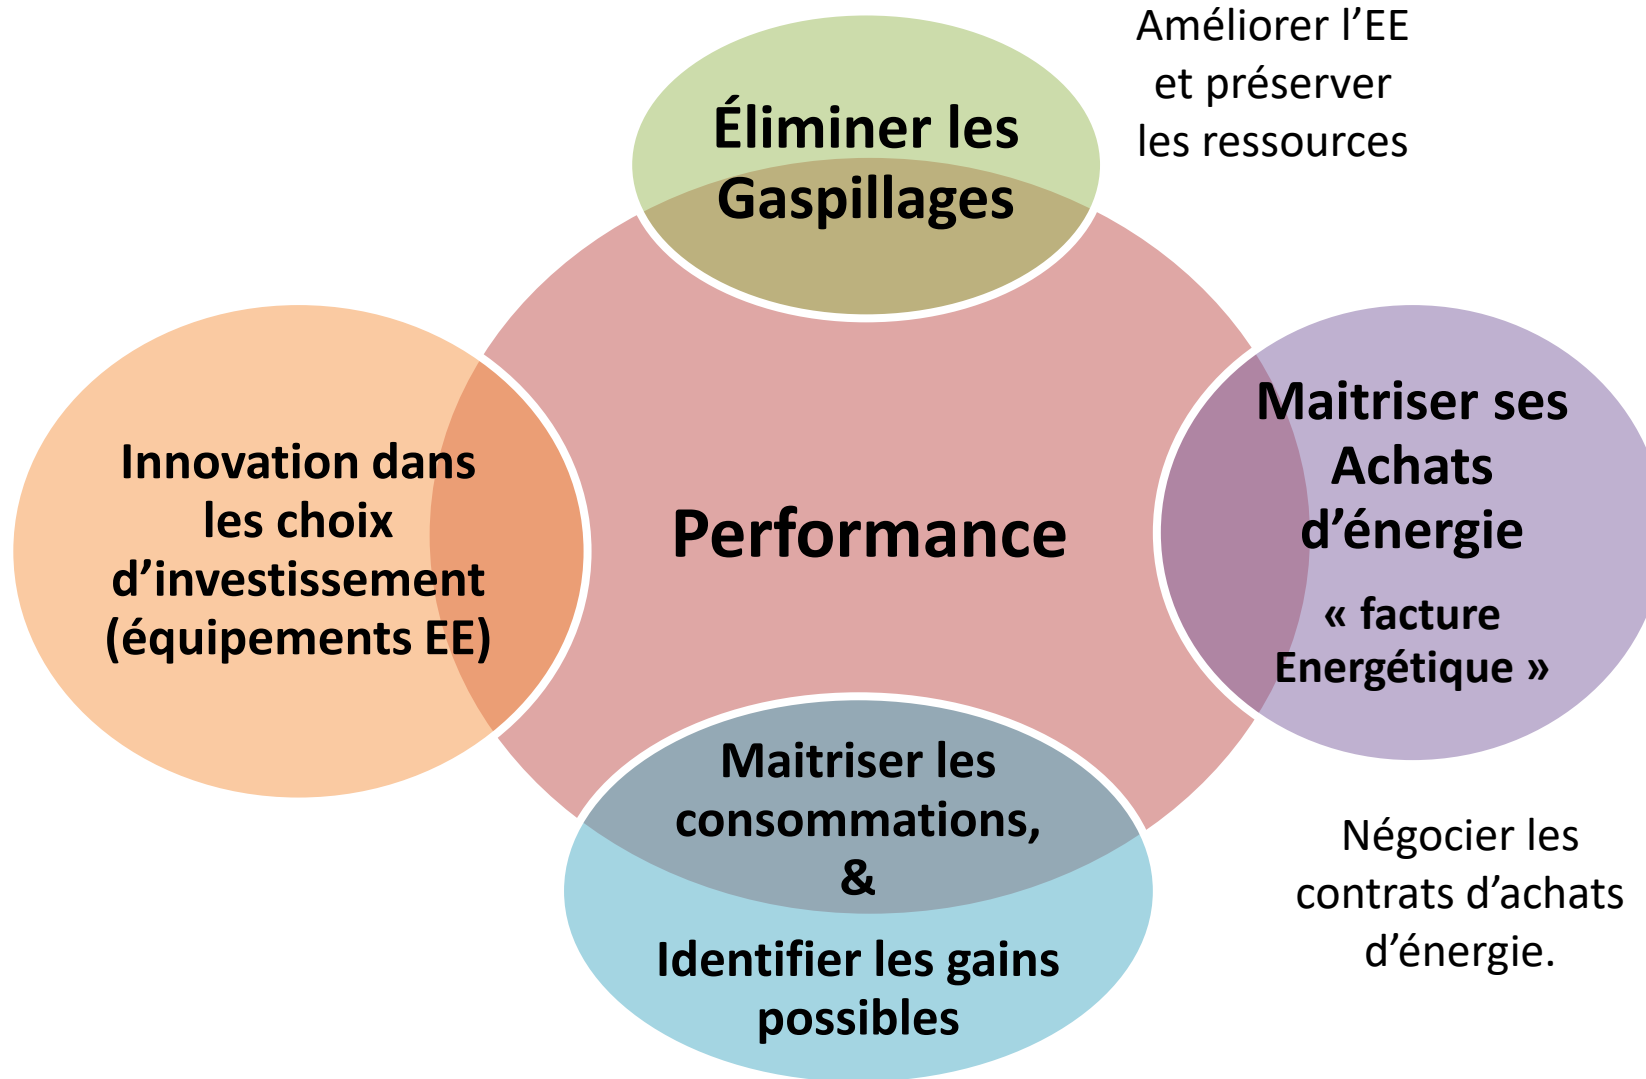 Améliorer l’EE
et préserver
les ressources
Éliminer les
Gaspillages
Innovation dans
les choix
d’investissement
(équipements EE)
Performance
Maitriser ses
Achats
d’énergie
« facture
Energétique »
Maitriser les
consommations,
&
Identifier les gains
possibles
Négocier les
contrats d’achats
d’énergie.